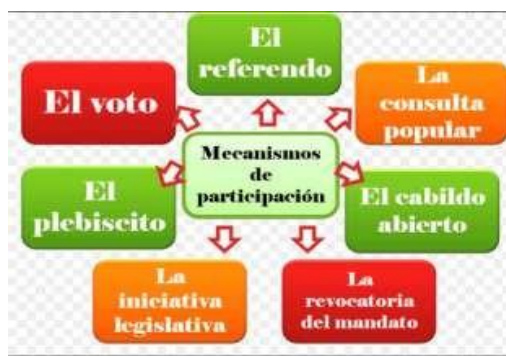 El
referendo
El voto
La
consulta
popular
Mecanismos
de
participación
El
plebiscito
El cabildo
abierto
La
iniciativa
legislativa
La
revocatoria
del mandato